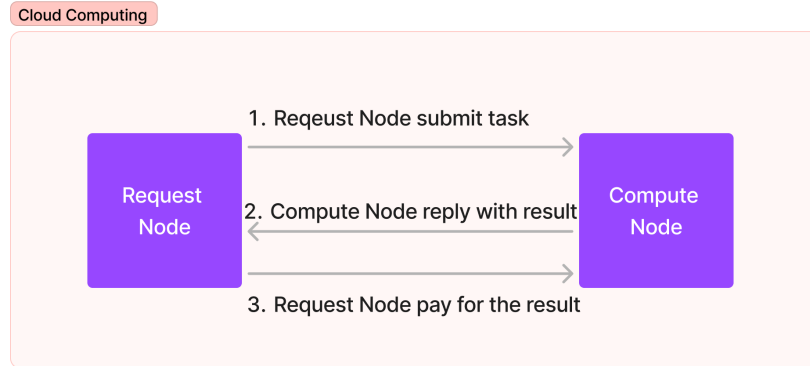 Cloud Computing
1. Reqeust Node submit task
Request
Node
2. Compute Node reply with result
Compute
Node
3. Request Node pay for the result